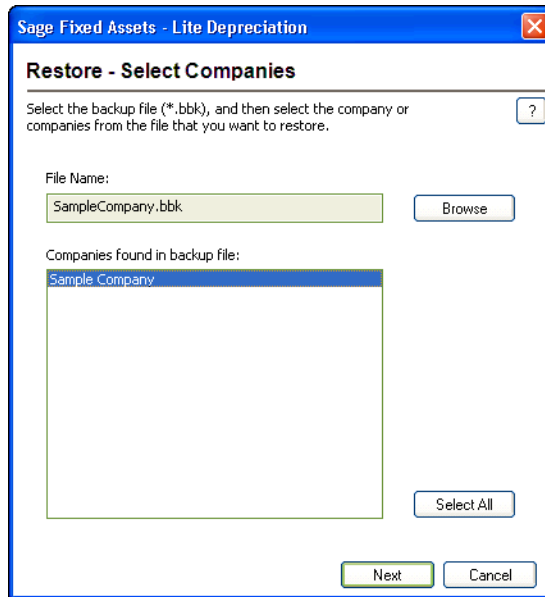 Sage Fixed Assets - Lite Depreciation
Restore - Select Companies
Select the backup file (*.bbk), and then select the company or
companies from the file that you want to restore.
?
File Name:
SampleCompany.bbk
Browse
Companies found in backup file:
Sample Company
Select All
Next
Cancel